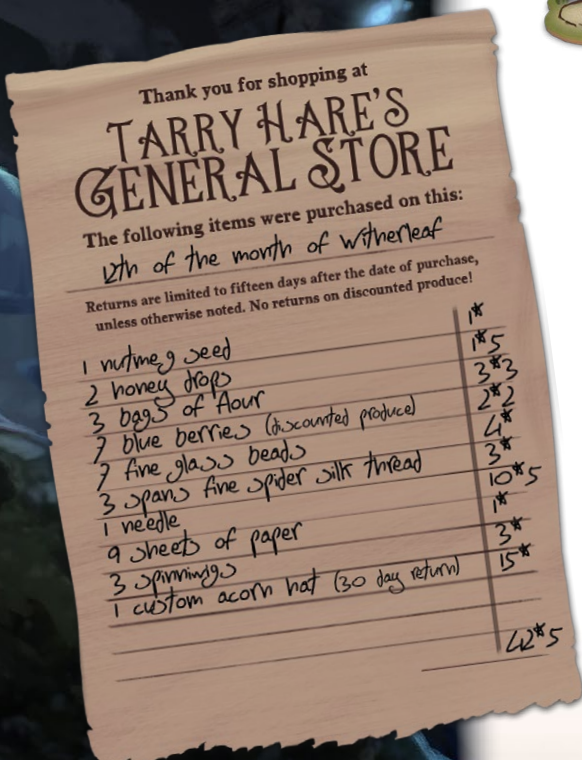 Thank you for shopping at
TARRY HARE'S
GENERAL STORE
The following items were purchased on this:
12th of the month of Witherleaf
Returns are limited to fifteen days after the date of purchase,
unless otherwise noted. No returns on discounted produce!
1 nutmeg seed 1*
2 honey drops 1*5
3 bags of flour 3*3
7 blue berries (discounted produce) 2*2
7 fine glass beads 4*
3 spans fine spider silk thread 3*
1 needle 10*5
9 sheets of paper 1*
3 3*
1 custom acorn hat (30 day return) 15*
42*5